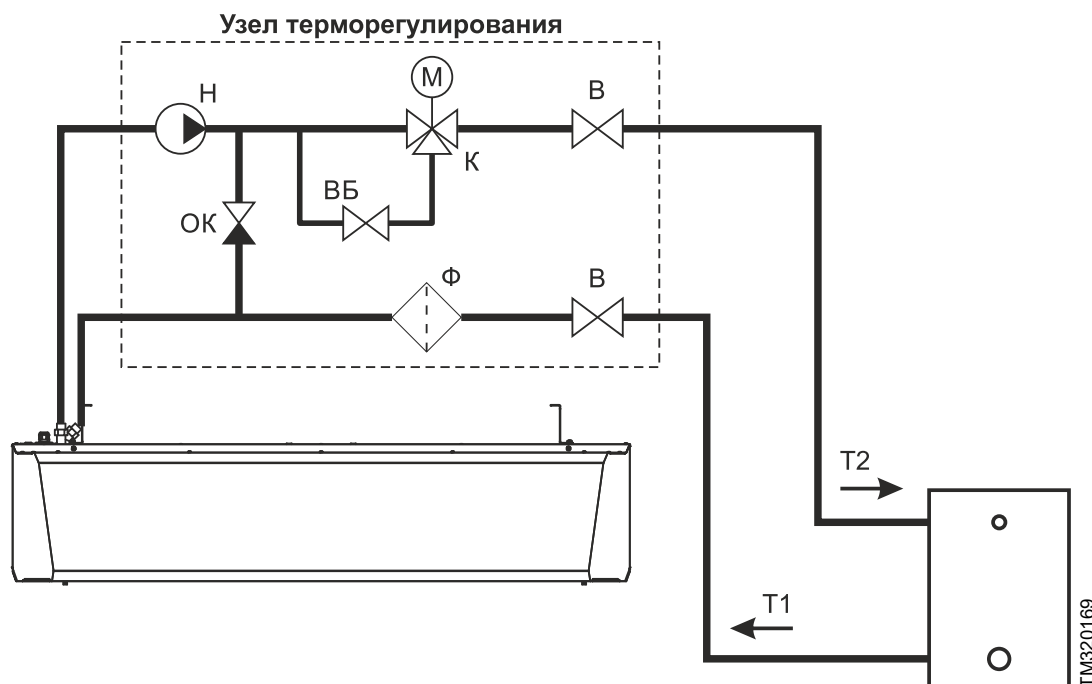 Узел терморегулирования
М
Н
В
К
ВБ
ОК
Ф
В
Т2
Т1
TM320169